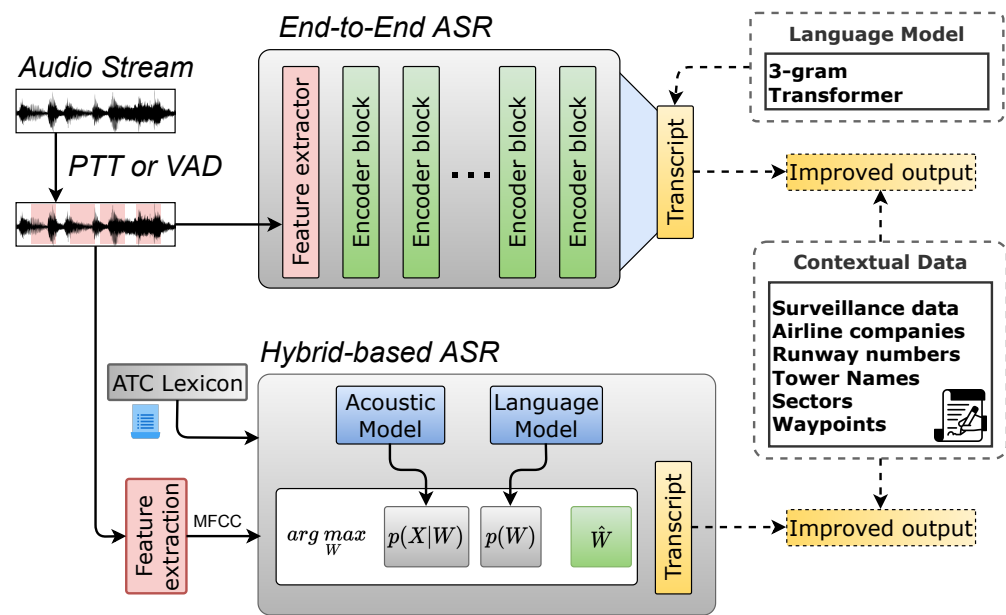 End-to-End ASR
Audio Stream
PTT or VAD
Feature extractor
Encoder block
Encoder block
...
Encoder block
Encoder block
Transcript
Language Model
3-gram
Transformer
Improved output
Contextual Data
Surveillance data
Airline companies
Runway numbers
Tower Names
Sectors
Waypoints
Hybrid-based ASR
ATC Lexicon
Acoustic
Model
Language
Model
Feature
extraction
MFCC
arg max
W
p(X|W)
p(W)
Ŵ
Transcript
Improved output